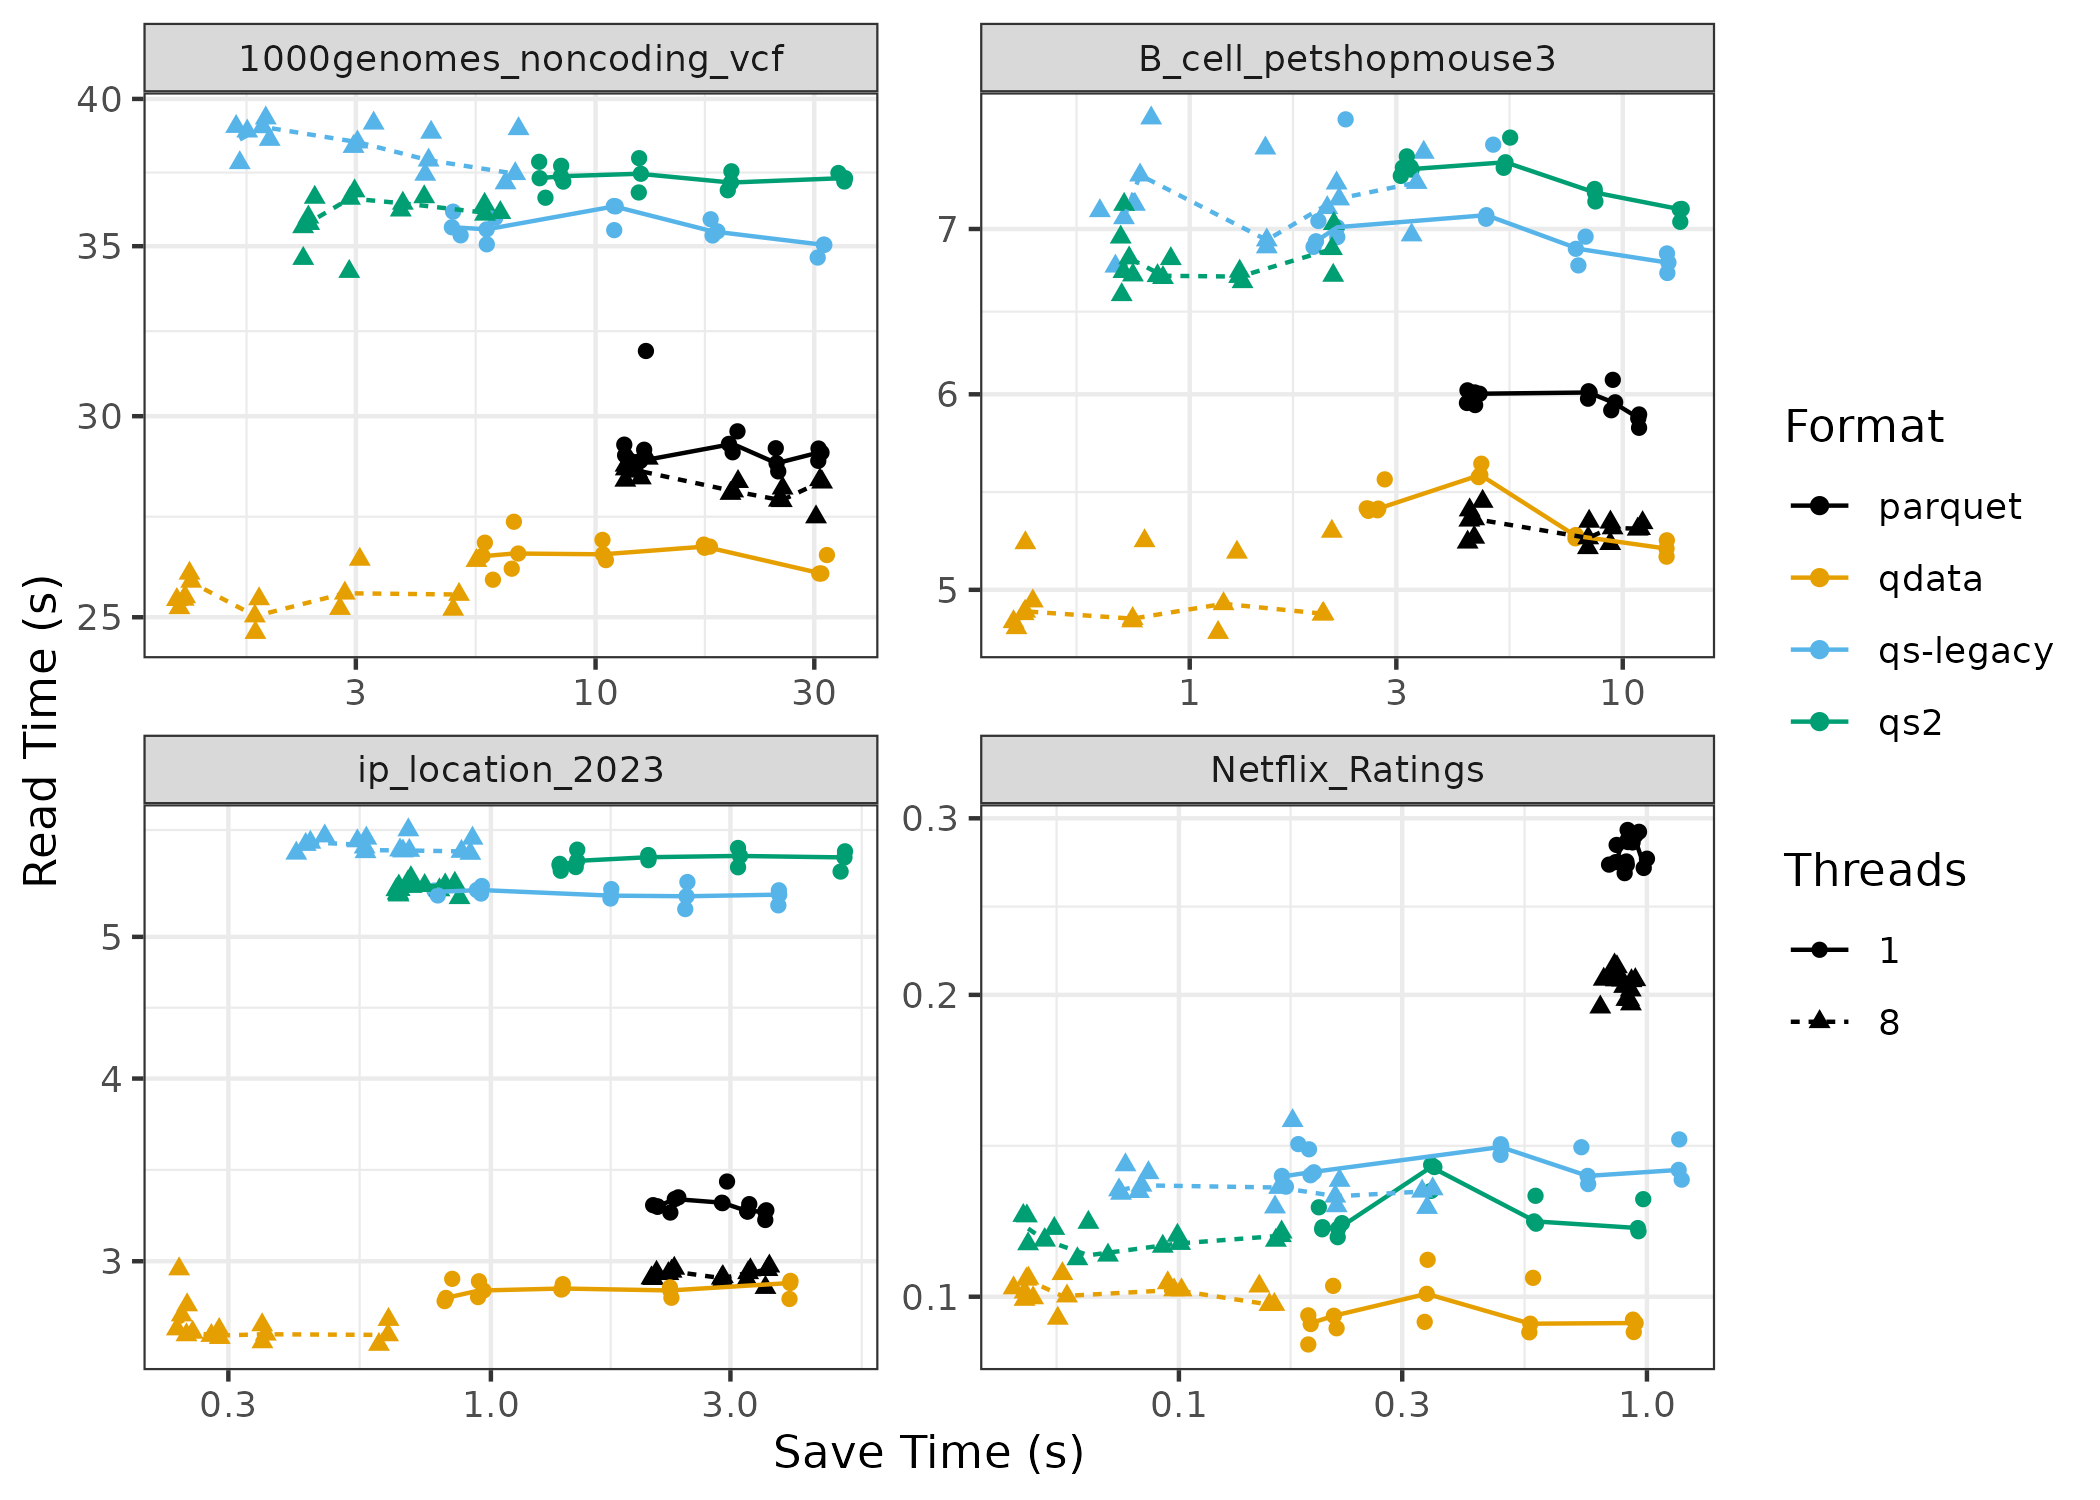 1000genomes_noncoding_vcf
B_cell_petshopmouse3
40
35
30
25
7
6
5
3
10
30
1
3
10
ip_location_2023
Netflix_Ratings
5
4
3
0.3
0.2
0.1
0.3
1.0
3.0
0.1
0.3
1.0
Read Time (s)
Save Time (s)
Format
parquet
qdata
qs-legacy
qs2
Threads
1
8